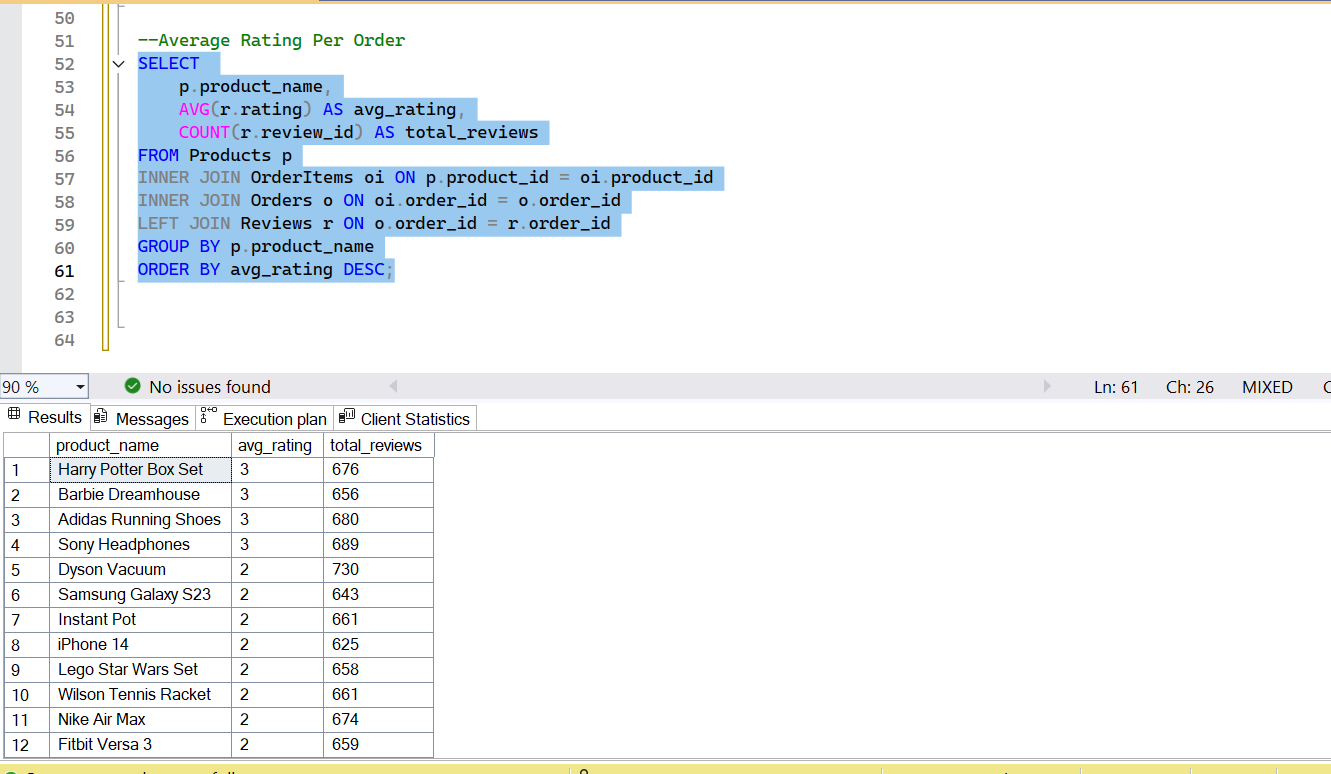 50
51 --Average Rating Per Order
52 SELECT
53 p.product_name,
54 AVG(r.rating) AS avg_rating,
55 COUNT(r.review_id) AS total_reviews
56 FROM Products p
57 INNER JOIN OrderItems oi ON p.product_id = oi.product_id
58 INNER JOIN Orders o ON oi.order_id = o.order_id
59 LEFT JOIN Reviews r ON o.order_id = r.order_id
60 GROUP BY p.product_name
61 ORDER BY avg_rating DESC;
62
63
64
90 % No issues found Ln: 61 Ch: 26 MIXED
Results Messages Execution plan Client Statistics
product_name avg_rating total_reviews
1 Harry Potter Box Set 3 676
2 Barbie Dreamhouse 3 656
3 Adidas Running Shoes 3 680
4 Sony Headphones 3 689
5 Dyson Vacuum 2 730
6 Samsung Galaxy S23 2 643
7 Instant Pot 2 661
8 iPhone 14 2 625
9 Lego Star Wars Set 2 658
10 Wilson Tennis Racket 2 661
11 Nike Air Max 2 674
12 Fitbit Versa 3 2 659